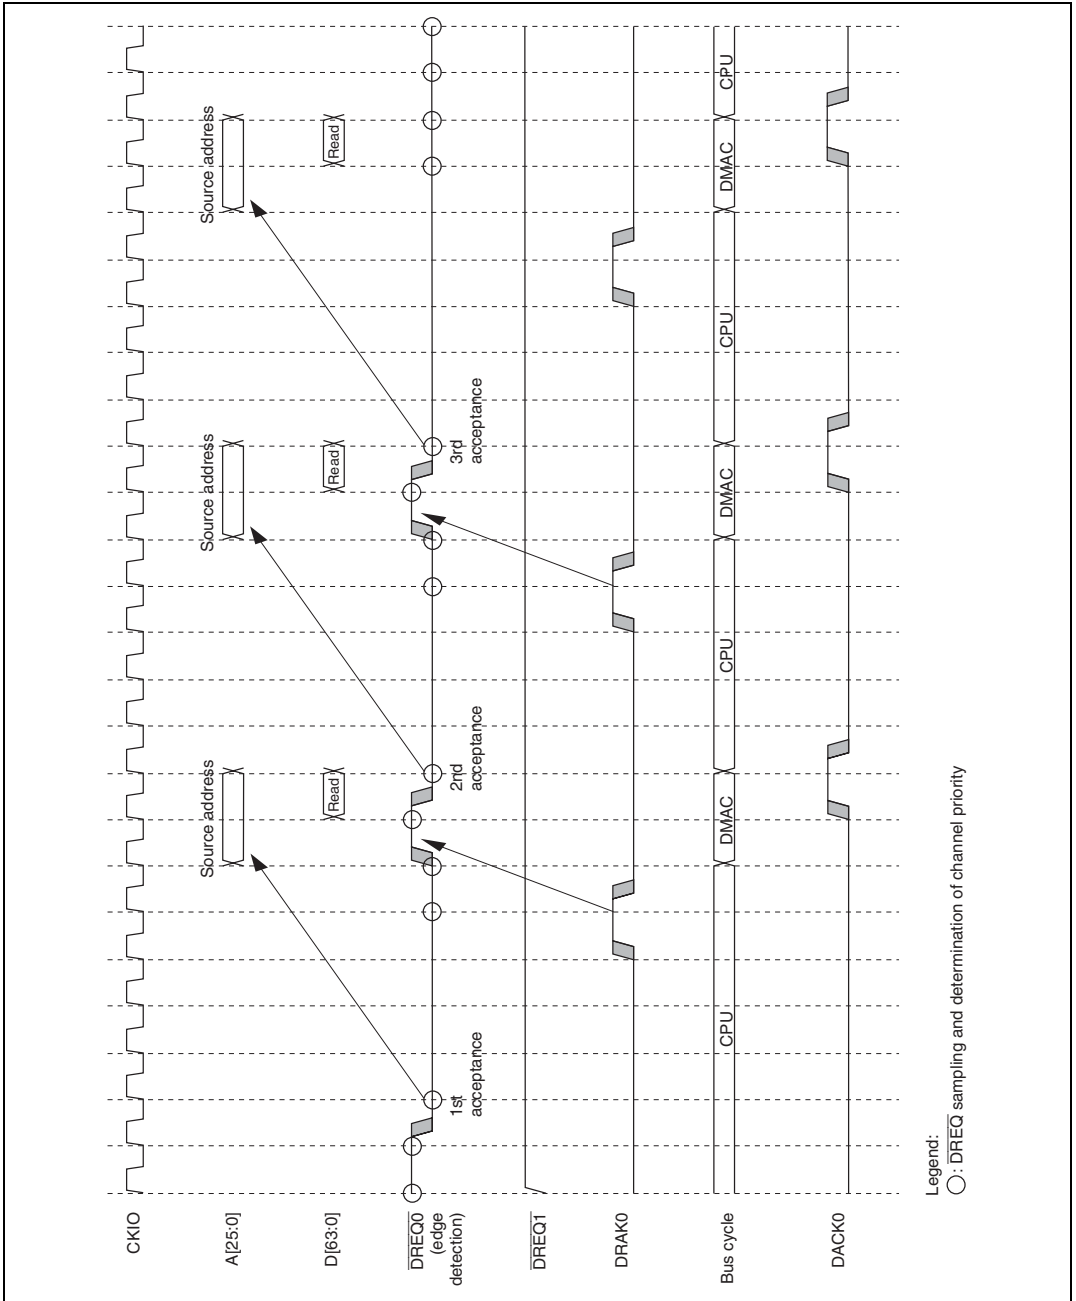 CKIO
A[25:0]
Source address
Source address
Source address
D[63:0]
Read
Read
Read
DREQ0
(edge
detection)
1st
acceptance
2nd
acceptance
3rd
acceptance
DREQ1
DRAK0
Bus cycle
CPU
DMAC
CPU
DMAC
CPU
DMAC
CPU
DACK0
Legend:
: DREQ sampling and determination of channel priority